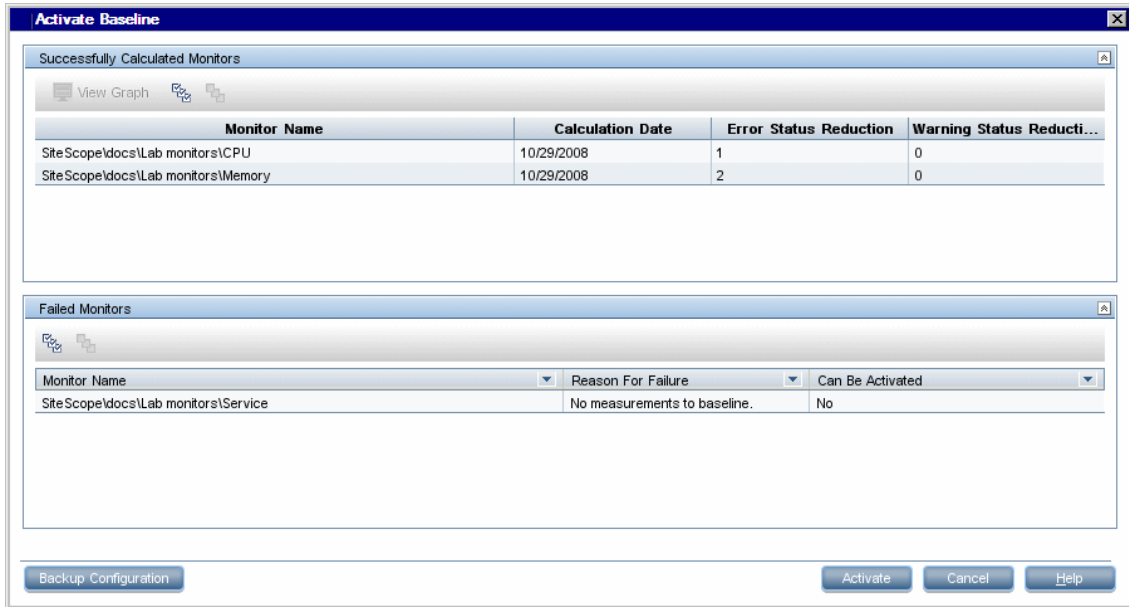 Activate Baseline
Successfully Calculated Monitors
View Graph
Monitor Name Calculation Date Error Status Reduction Warning Status Reducti...
SiteScope\docs\Lab monitors\CPU 10/29/2008 1 0
SiteScope\docs\Lab monitors\Memory 10/29/2008 2 0
Failed Monitors
Monitor Name Reason For Failure Can Be Activated
SiteScope\docs\Lab monitors\Service No measurements to baseline. No
Backup Configuration Activate Cancel Help